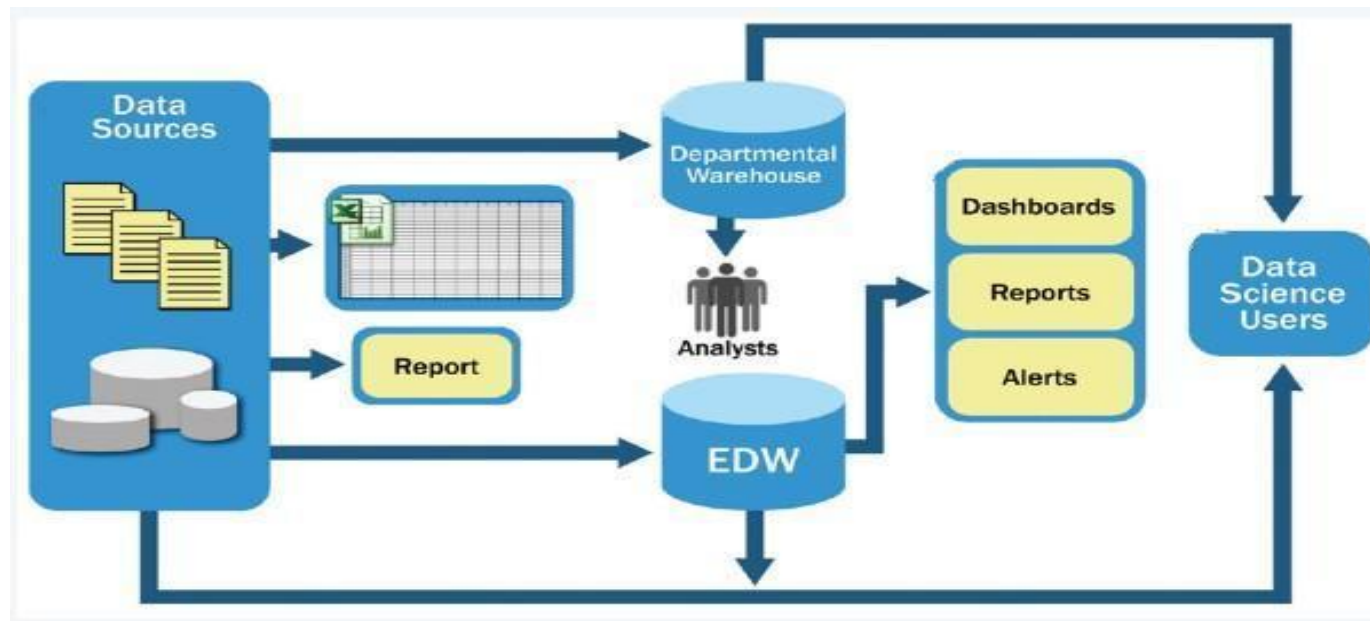 Data
Sources
Departmental
Warehouse
Dashboards
Reports
Alerts
Data
Science
Users
Report
Analysts
EDW